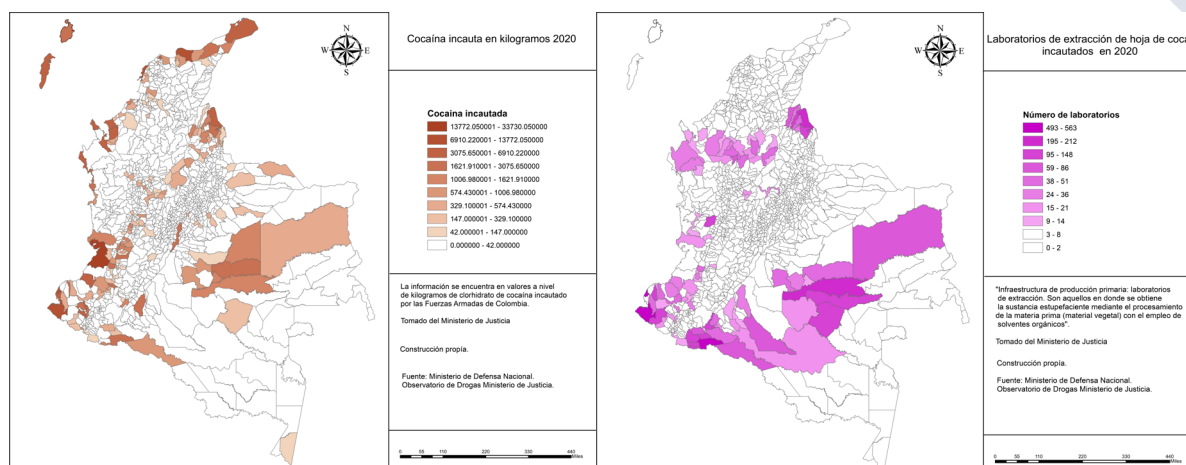 Cocaína incauta en kilogramos 2020
N
W
E
S
Cocaina incautada
13772.050001 - 33730.050000
6910.220001 - 13772.050000
3075.650001 - 6910.220000
1621.910001 - 3075.650000
1006.980001 - 1621.910000
574.430001 - 1006.980000
329.100001 - 574.430000
147.000001 - 329.100000
42.000001 - 147.000000
0.000000 - 42.000000
La información se encuentra en valores a nivel
de kilogramos de clorhidrato de cocaína incautado
por las Fuerzas Armadas de Colombia.
Tomado del Ministerio de Justicia
Construcción propía.
Fuente: Ministerio de Defensa Nacional.
Observatorio de Drogas Ministerio de Justicia.
0 55 110 220 330 440
Miles
Laboratorios de extracción de hoja de coca
incautados en 2020
N
W
E
S
Número de laboratorios
493 - 563
195 - 212
95 - 148
59 - 86
38 - 51
24 - 36
15 - 21
9 - 14
3 - 8
0 - 2
"Infraestructura de producción primaria: laboratorios
de extracción. Son aquellos en donde se obtiene
la sustancia estupefaciente mediante el procesamiento
de la materia prima (material vegetal) con el empleo de
solventes orgánicos".
Tomado del Ministerio de Justicia
Construcción propía.
Fuente: Ministerio de Defensa Nacional.
Observatorio de Drogas Ministerio de Justicia.
0 55 110 220 330 440
Miles